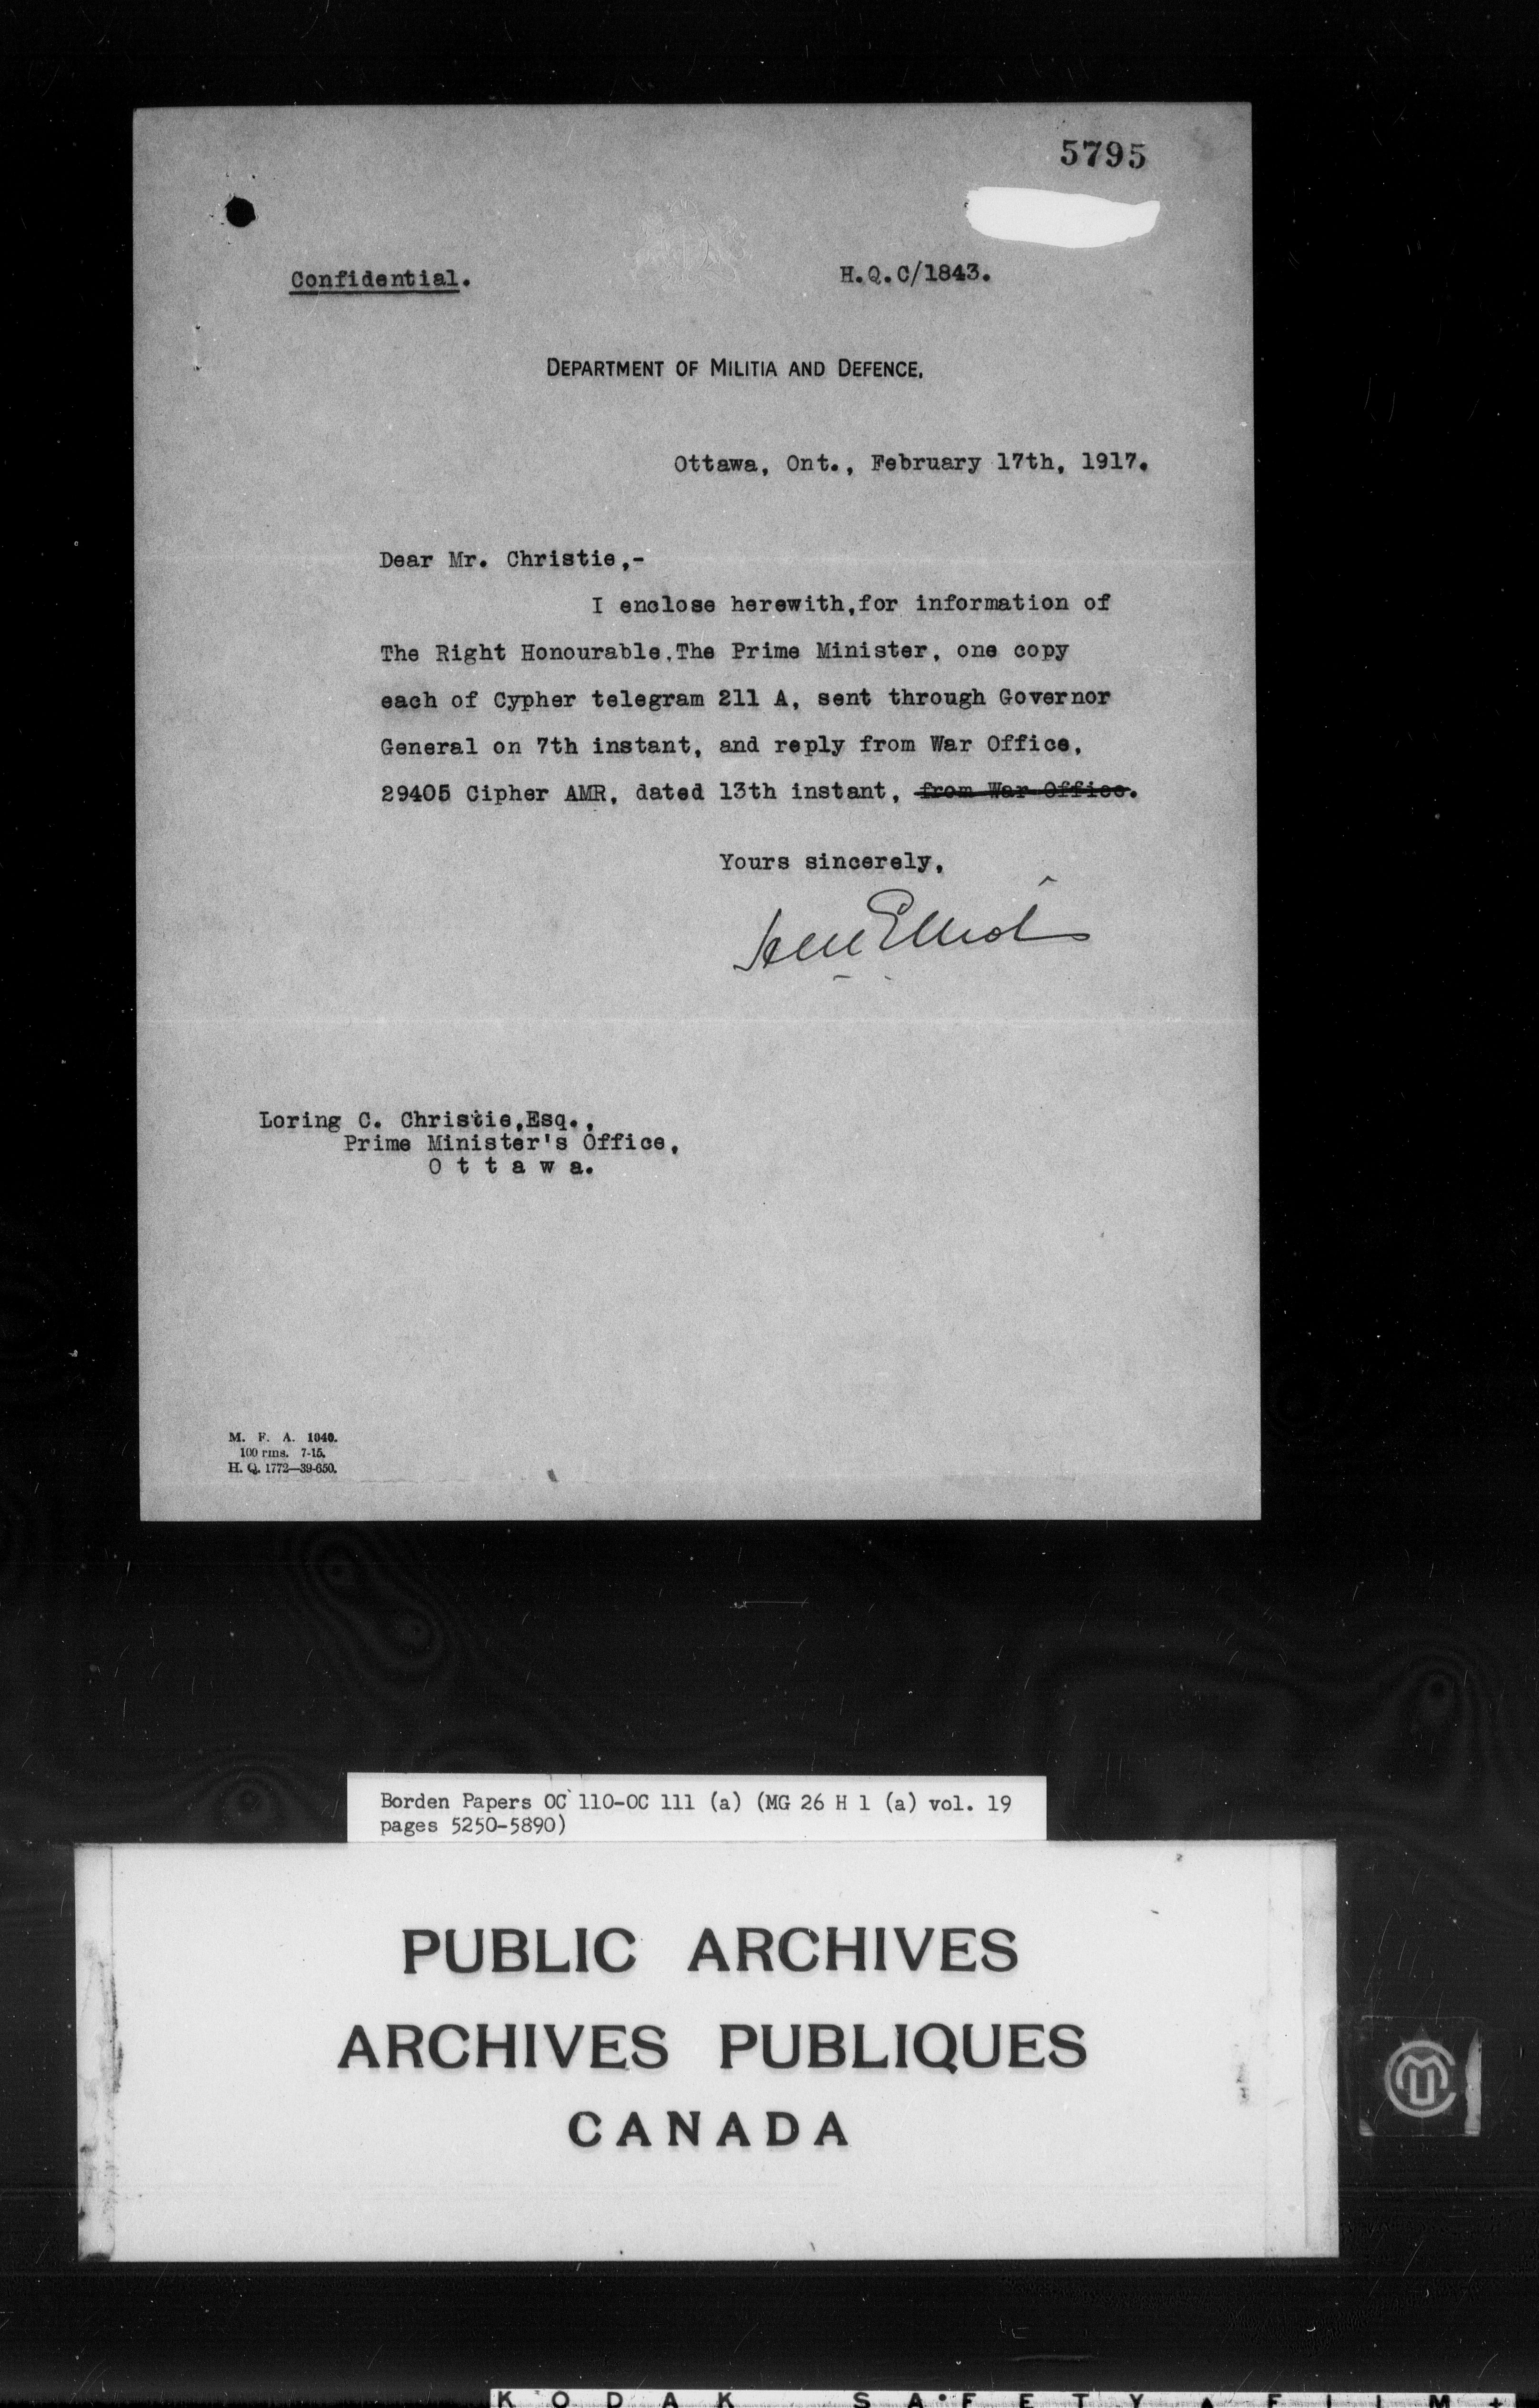 5795
Confidential.
H.Q.C/1843.
DEPARTMENT OF MILITIA AND DEFENCE.
Ottawa, Ont., February 17th, 1917.
Dear Mr. Christie,-
I enclose herewith,for information of
The Right Honourable,The Prime Minister, one copy
each of Cypher telegram 211 A, sent through Governor
General on 7th instant, and reply from War Office,
29405 Cipher AMR, dated 13th instant, from War Office.
Yours sincerely,
Elliot
Loring C. Christie,Esq.,
Prime Minister's Office,
O t t a w a.
M. F. A. 1040.
100 rms. 7-15.
H. Q. 1772—39-650.
Borden Papers OC 110-OC 111 (a) (MG 26 H 1 (a) vol. 19
pages 5250-5890)
PUBLIC ARCHIVES
ARCHIVES PUBLIQUES
CANADA
KODAK SAFETY FILM